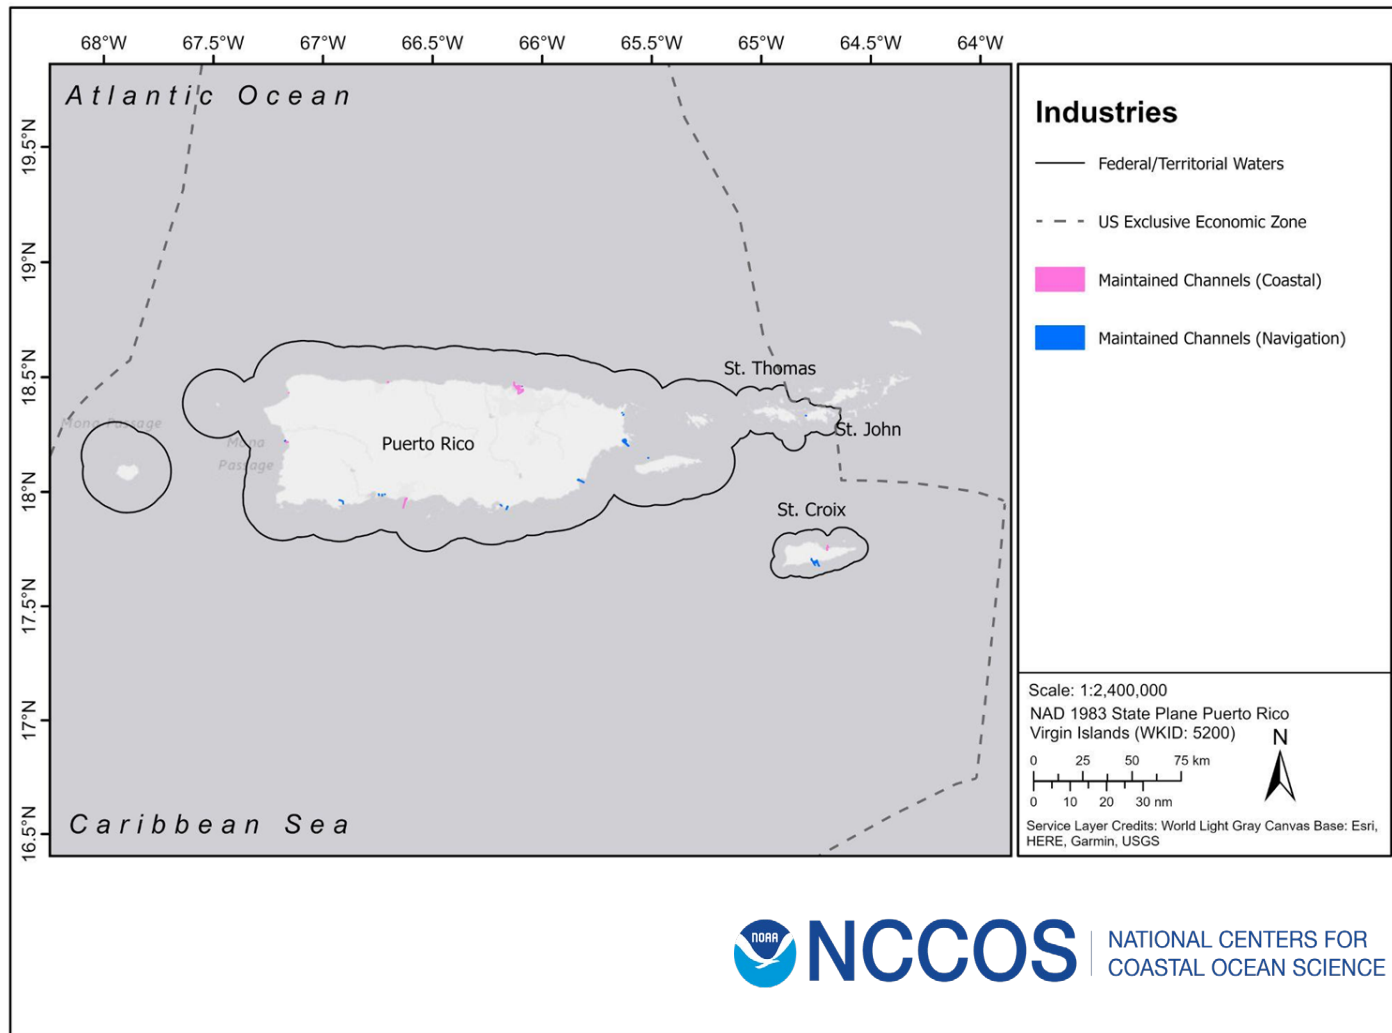 68°W 67.5°W 67°W 66.5°W 66°W 65.5°W 65°W 64.5°W 64°W
19.5°N
19°N
18.5°N
18°N
17.5°N
17°N
16.5°N
Atlantic Ocean
St. Thomas
Mona Passage
Mona
Passage
Puerto Rico
St. John
St. Croix
Caribbean Sea
Industries
Federal/Territorial Waters
US Exclusive Economic Zone
Maintained Channels (Coastal)
Maintained Channels (Navigation)
Scale: 1:2,400,000
NAD 1983 State Plane Puerto Rico
Virgin Islands (WKID: 5200)
N
0 25 50 75 km
0 10 20 30 nm
Service Layer Credits: World Light Gray Canvas Base: Esri,
HERE, Garmin, USGS
NOAA
NCCOS
NATIONAL CENTERS FOR
COASTAL OCEAN SCIENCE